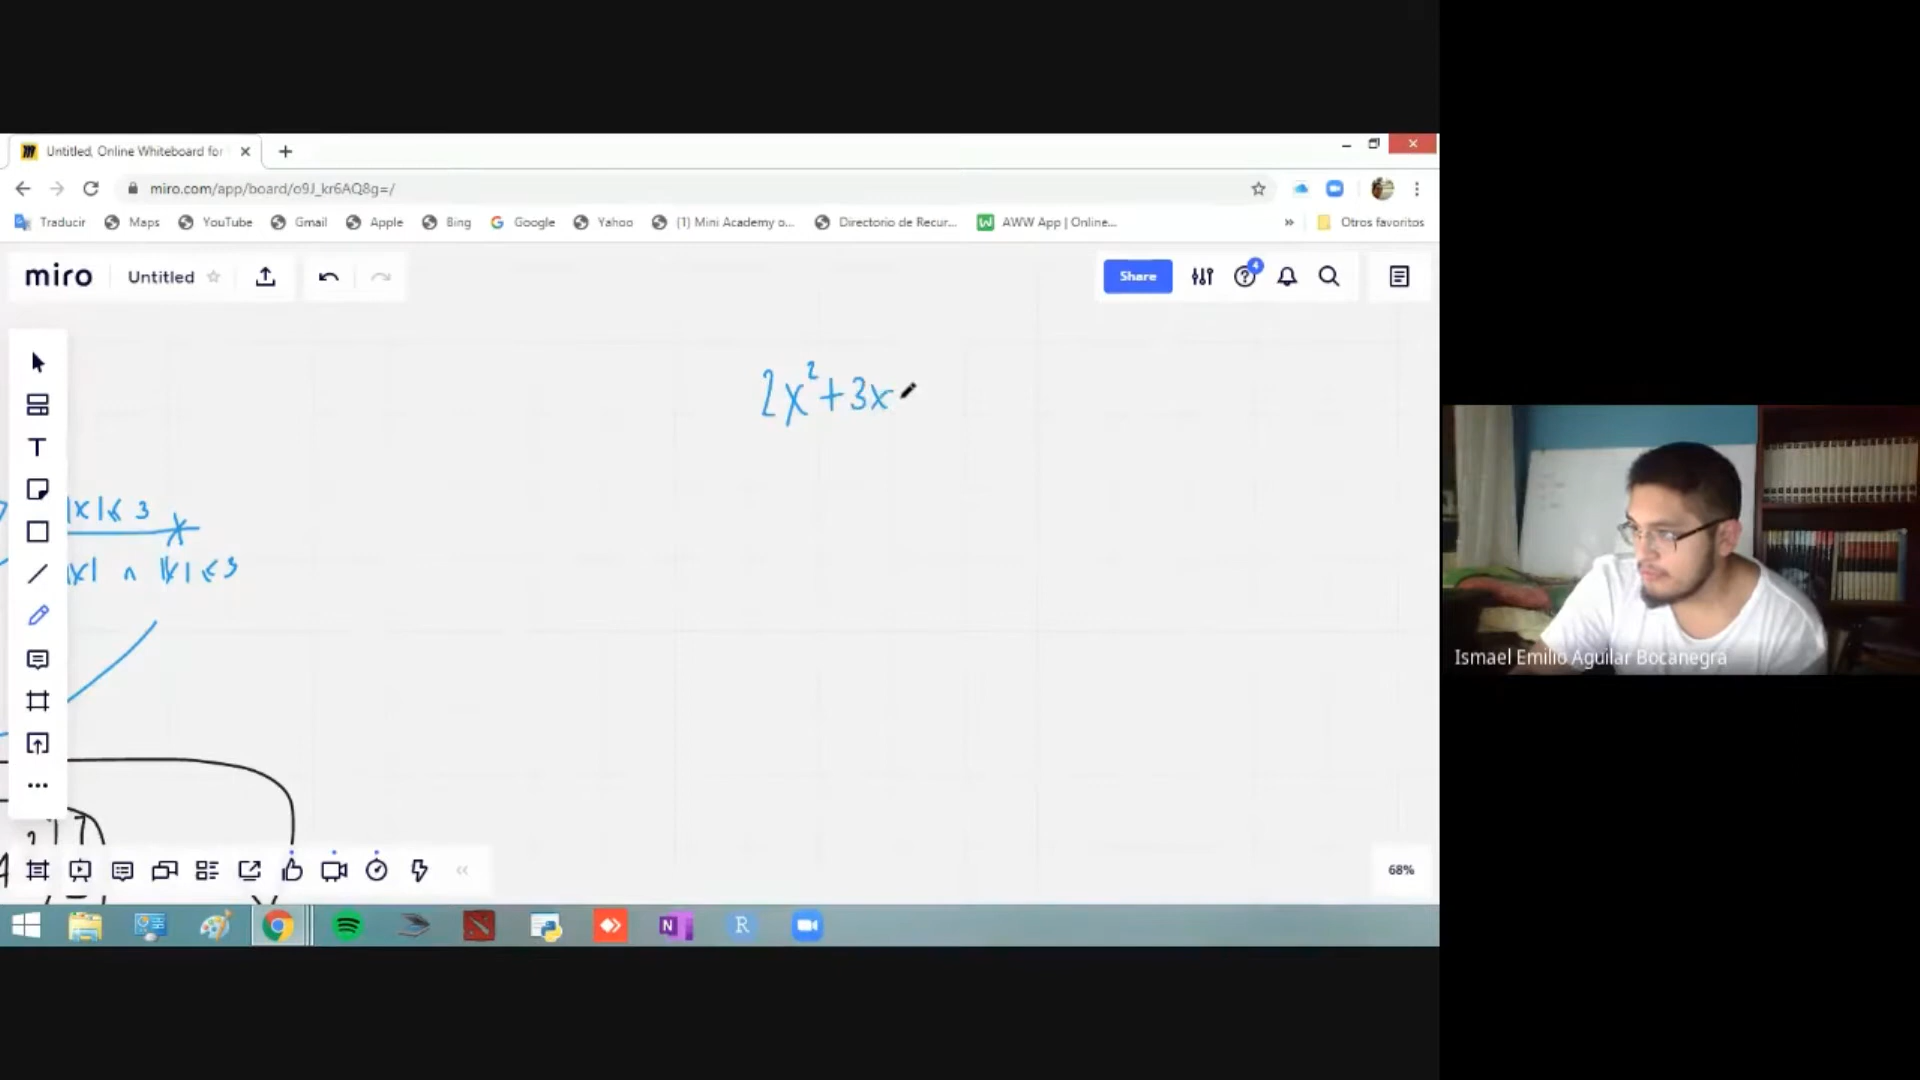 Untitled, Online Whiteboard for
miro.com/app/board/o9J_kr6AQ8g=/
Traducir Maps YouTube Gmail Apple Bing Google Yahoo (1) Mini Academy o... Directorio de Recur... AWW App | Online... » Otros favoritos
miro Untitled Share 4
2x²+3x
|x|< 3
|x| ∧ |x|<3
Ismael Emilio Aguilar Bocanegra
68%